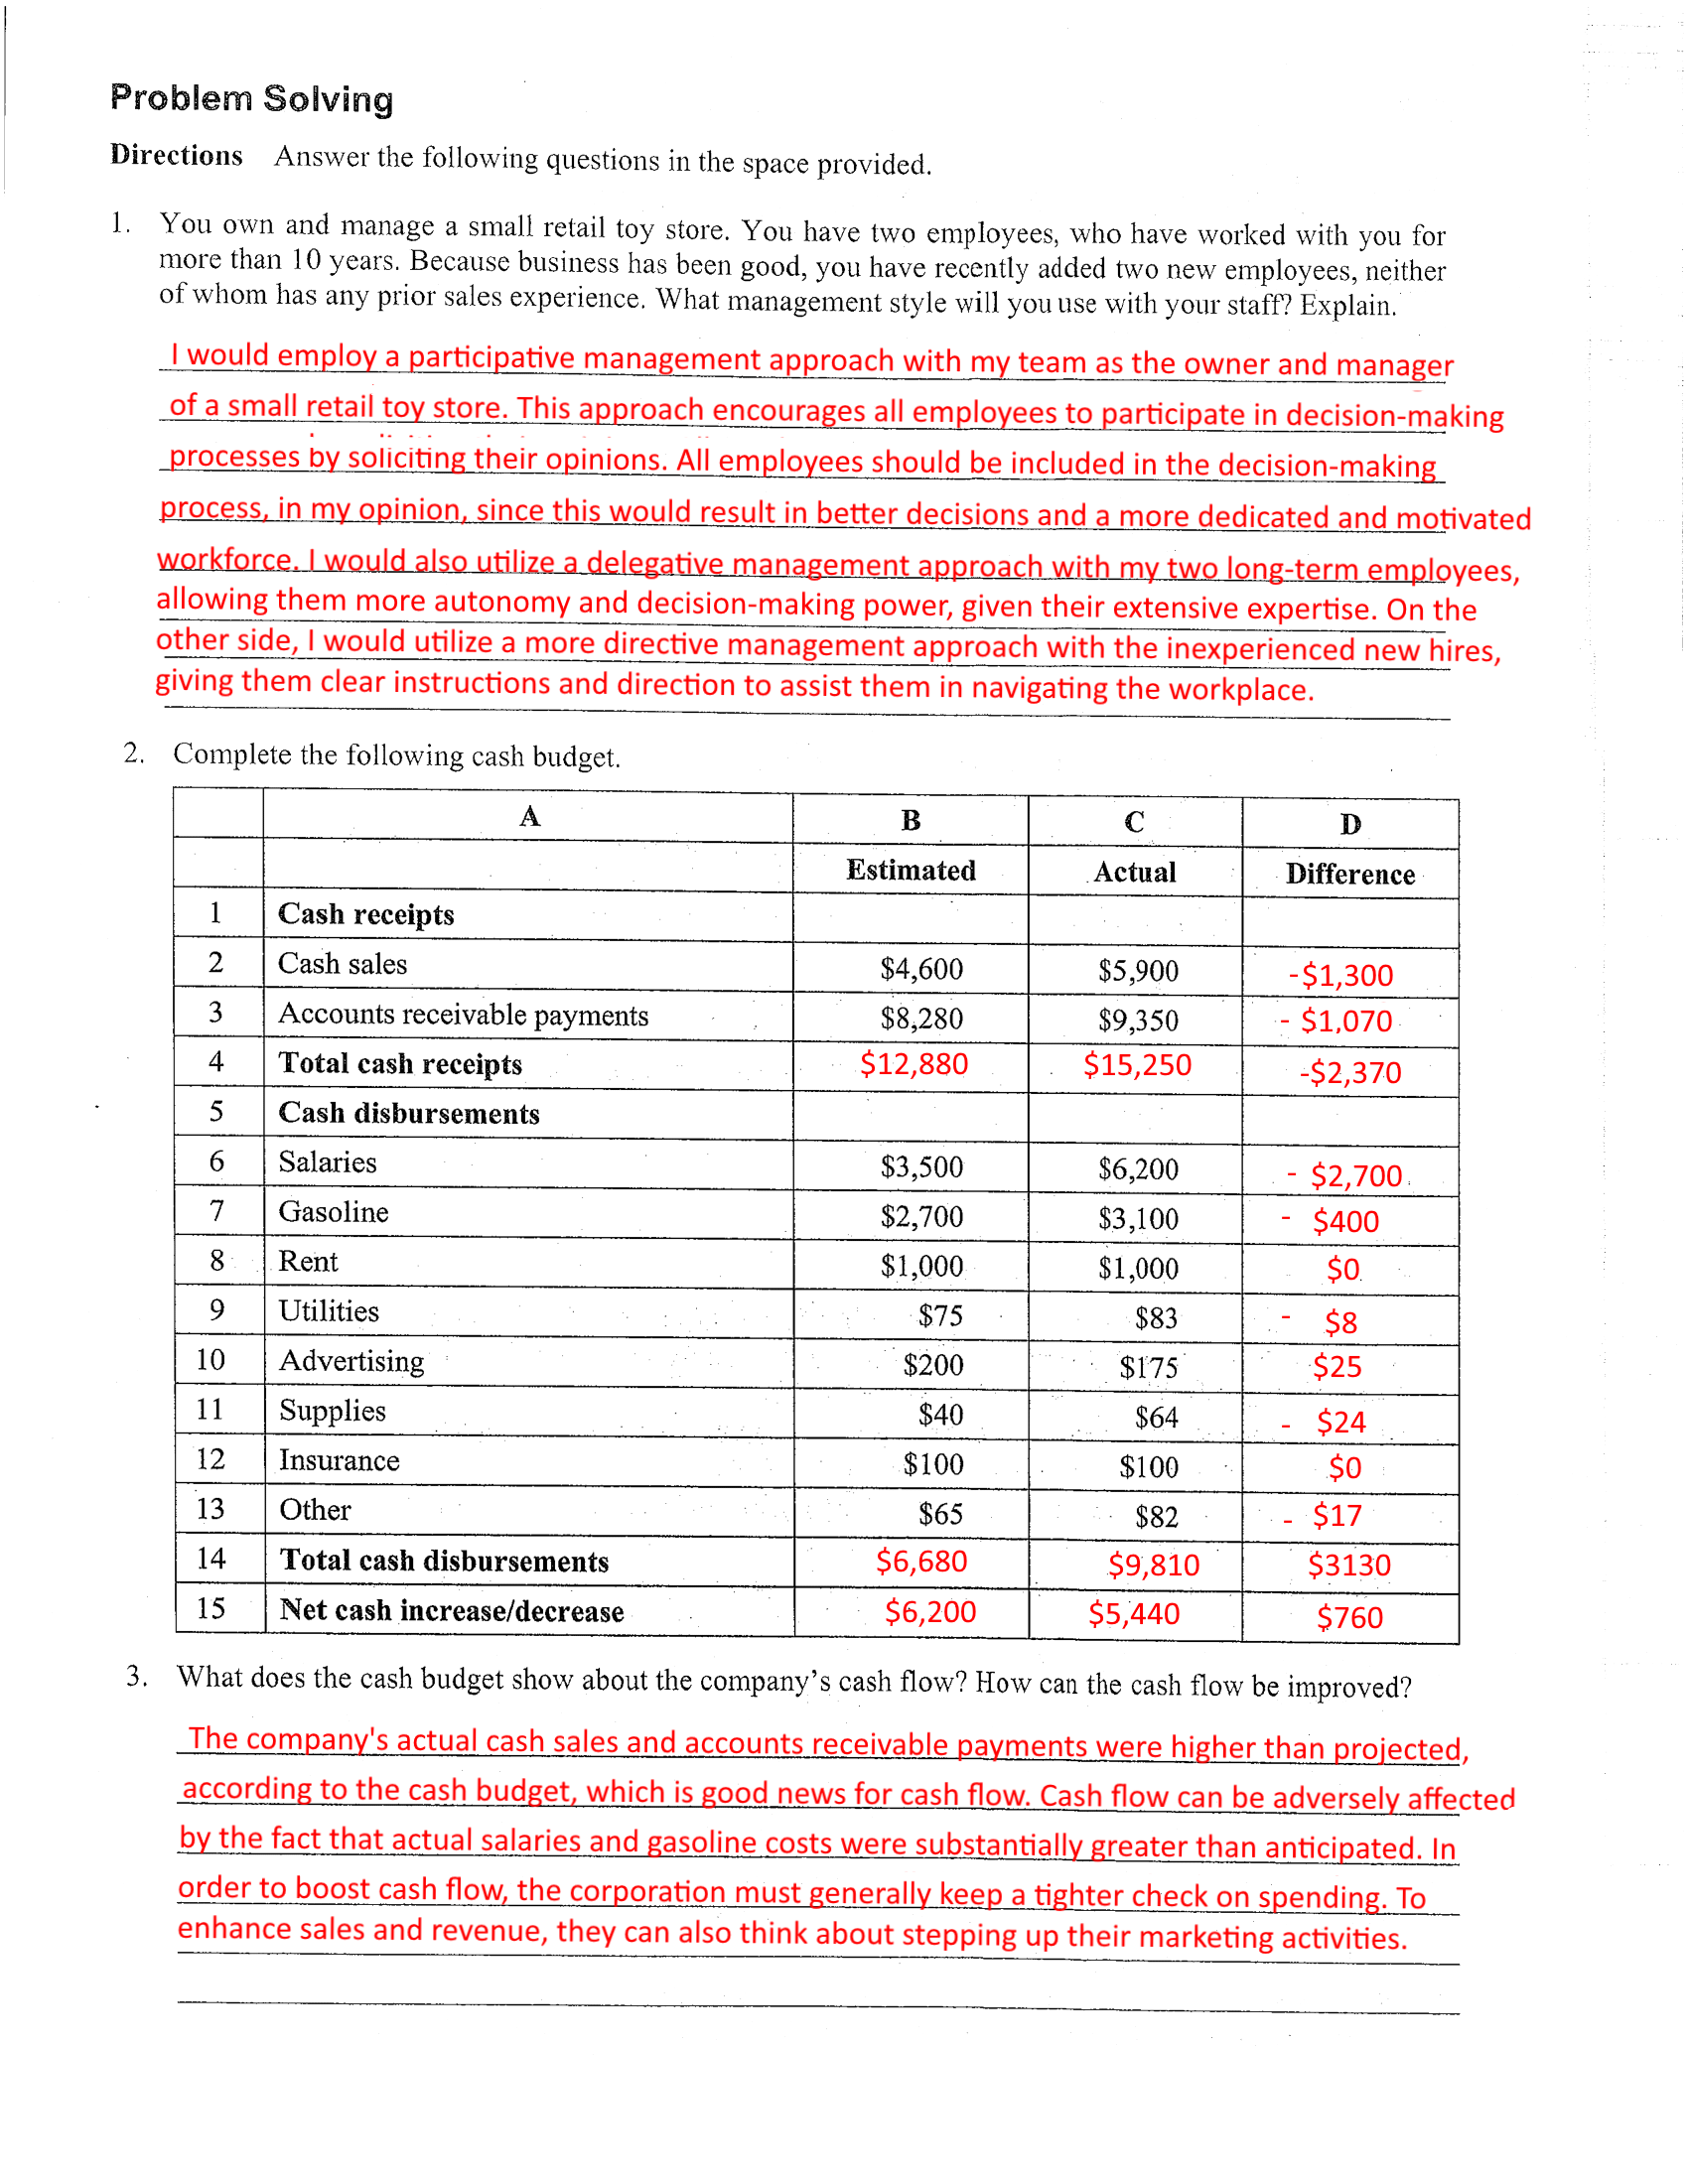 Problem Solving
Directions Answer the following questions in the space provided.
1. You own and manage a small retail toy store. You have two employees, who have worked with you for
more than 10 years. Because business has been good, you have recently added two new employees, neither
of whom has any prior sales experience. What management style will you use with your staff? Explain.
I would employ a participative management approach with my team as the owner and manager
of a small retail toy store. This approach encourages all employees to participate in decision-making
processes by soliciting their opinions. All employees should be included in the decision-making
process, in my opinion, since this would result in better decisions and a more dedicated and motivated
workforce. I would also utilize a delegative management approach with my two long-term employees,
allowing them more autonomy and decision-making power, given their extensive expertise. On the
other side, I would utilize a more directive management approach with the inexperienced new hires,
giving them clear instructions and direction to assist them in navigating the workplace.
2. Complete the following cash budget.
A B C D
Estimated Actual Difference
1 Cash receipts
2 Cash sales $4,600 $5,900 -$1,300
3 Accounts receivable payments $8,280 $9,350 - $1,070
4 Total cash receipts $12,880 $15,250 -$2,370
5 Cash disbursements
6 Salaries $3,500 $6,200 - $2,700
7 Gasoline $2,700 $3,100 - $400
8 Rent $1,000 $1,000 $0
9 Utilities $75 $83 - $8
10 Advertising $200 $175 $25
11 Supplies $40 $64 - $24
12 Insurance $100 $100 $0
13 Other $65 $82 - $17
14 Total cash disbursements $6,680 $9,810 $3130
15 Net cash increase/decrease $6,200 $5,440 $760
3. What does the cash budget show about the company's cash flow? How can the cash flow be improved?
The company's actual cash sales and accounts receivable payments were higher than projected,
according to the cash budget, which is good news for cash flow. Cash flow can be adversely affected
by the fact that actual salaries and gasoline costs were substantially greater than anticipated. In
order to boost cash flow, the corporation must generally keep a tighter check on spending. To
enhance sales and revenue, they can also think about stepping up their marketing activities.